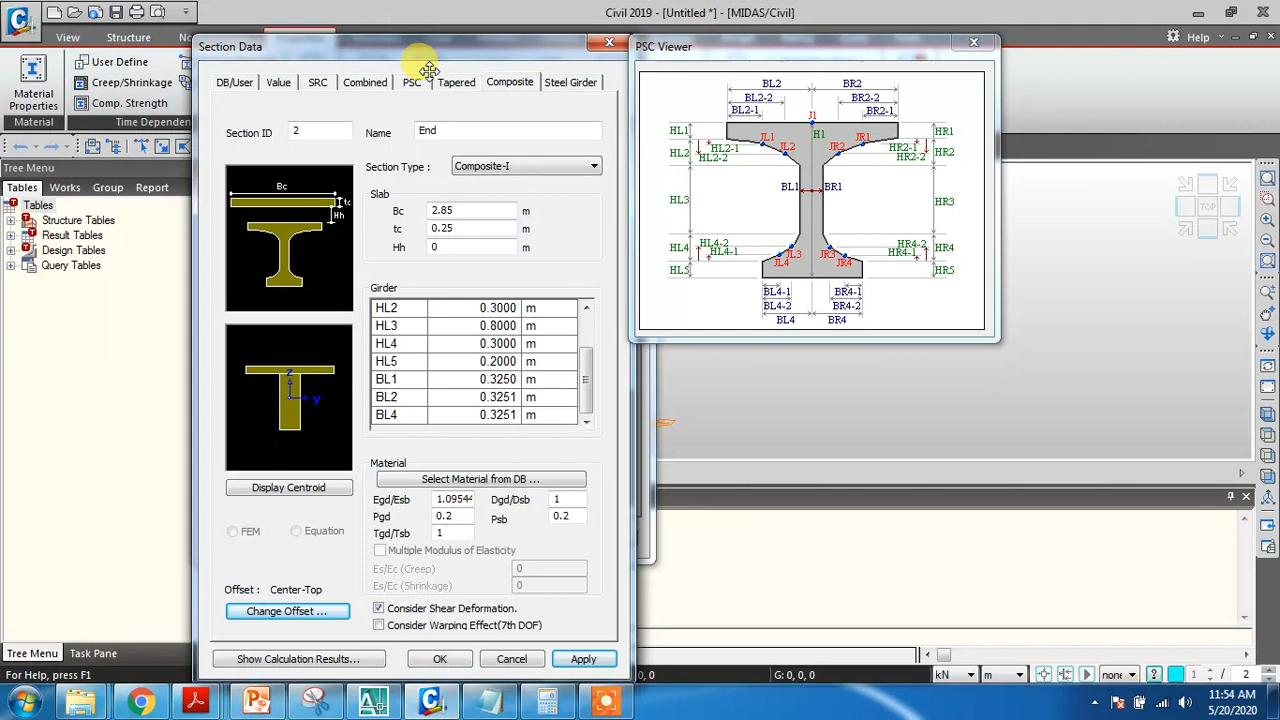 Civil 2019 - [Untitled *] - [MIDAS/Civil]
View
Structure
Help
Material
Properties
User Define
Creep/Shrinkage
Comp. Strength
Material
Time Dependen
Tree Menu
Tables Works Group Report
Tables
Structure Tables
Result Tables
Design Tables
Query Tables
Tree Menu
Task Pane
Section Data
DB/User Value SRC Combined PSC Tapered Composite Steel Girder
Section ID 2 Name End
Section Type : Composite-I
Slab
Bc 2.85 m
tc 0.25 m
Hh 0 m
Bc
tc
Hh
z
y
Girder
HL2 0.3000 m
HL3 0.8000 m
HL4 0.3000 m
HL5 0.2000 m
BL1 0.3250 m
BL2 0.3251 m
BL4 0.3251 m
Display Centroid
FEM Equation
Material
Select Material from DB ...
Egd/Esb 1.09544 Dgd/Dsb 1
Pgd 0.2 Psb 0.2
Tgd/Tsb 1
Multiple Modulus of Elasticity
Es/Ec (Creep) 0
Es/Ec (Shrinkage) 0
Offset : Center-Top
Change Offset ...
Consider Shear Deformation.
Consider Warping Effect(7th DOF)
Show Calculation Results... OK Cancel Apply
PSC Viewer
BL2 BR2
BL2-2 BR2-2
BL2-1 BR2-1
J1
HL1 H1 HR1
JL1 JR1
HL2-1 HR2-1
HL2 JL2 JR2 HR2
HL2-2 HR2-2
BL1 BR1
HL3 HR3
HL4 HL4-2 HR4-2 HR4
HL4-1 JL3 JR3 HR4-1
JL4 JR4
HL5 HR5
BL4-1 BR4-1
BL4-2 BR4-2
BL4 BR4
TOP
For Help, press F1
0, 0
G: 0, 0, 0
kN
m
none
?
1 / 2
11:54 AM
5/20/2020